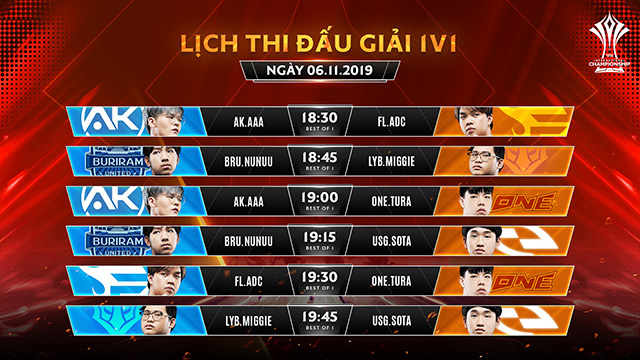 LỊCH THI ĐẤU GIẢI 1V1
NGÀY 06.11.2019
CHAMPIONSHIP
AK AK.AAA 18:30 BEST OF 1 FL.ADC
BURIRAM UNITED BRU.NUNUU 18:45 BEST OF 1 LYB.MIGGIE
AK AK.AAA 19:00 BEST OF 1 ONE.TURA ONE
BURIRAM UNITED BRU.NUNUU 19:15 BEST OF 1 USG.SOTA
FL.ADC 19:30 BEST OF 1 ONE.TURA ONE
LYB.MIGGIE 19:45 BEST OF 1 USG.SOTA